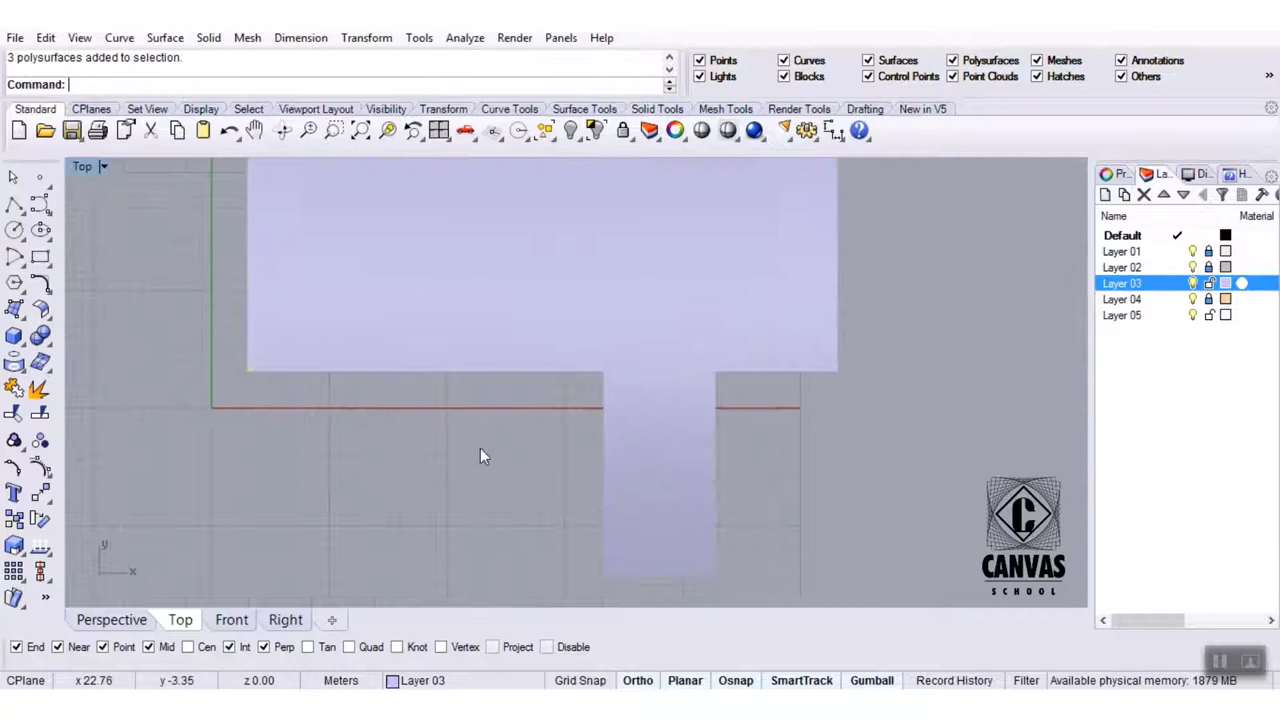 File Edit View Curve Surface Solid Mesh Dimension Transform Tools Analyze Render Panels Help
3 polysurfaces added to selection.
Command:
Points Curves Surfaces Polysurfaces Meshes Annotations
Lights Blocks Control Points Point Clouds Hatches Others
Standard CPlanes Set View Display Select Viewport Layout Visibility Transform Curve Tools Surface Tools Solid Tools Mesh Tools Render Tools Drafting New in V5
Top
Pr... La... Di... H...
Name Material
Default
Layer 01
Layer 02
Layer 03
Layer 04
Layer 05
y
x
C
CANVAS
SCHOOL
Perspective Top Front Right
End Near Point Mid Cen Int Perp Tan Quad Knot Vertex Project Disable
CPlane x 22.76 y -3.35 z 0.00 Meters Layer 03 Grid Snap Ortho Planar Osnap SmartTrack Gumball Record History Filter Available physical memory: 1879 MB